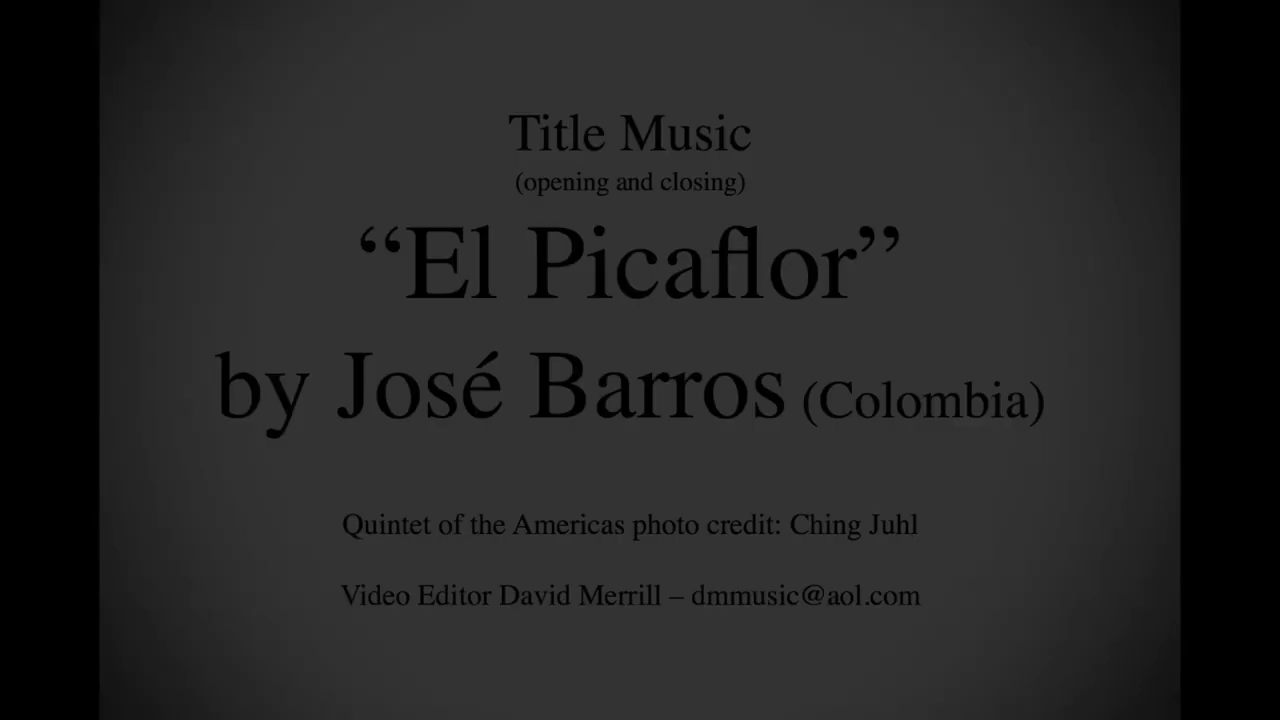 Title Music
(opening and closing)
“El Picaflor”
by José Barros (Colombia)
Quintet of the Americas photo credit: Ching Juhl
Video Editor David Merrill – dmmusic@aol.com